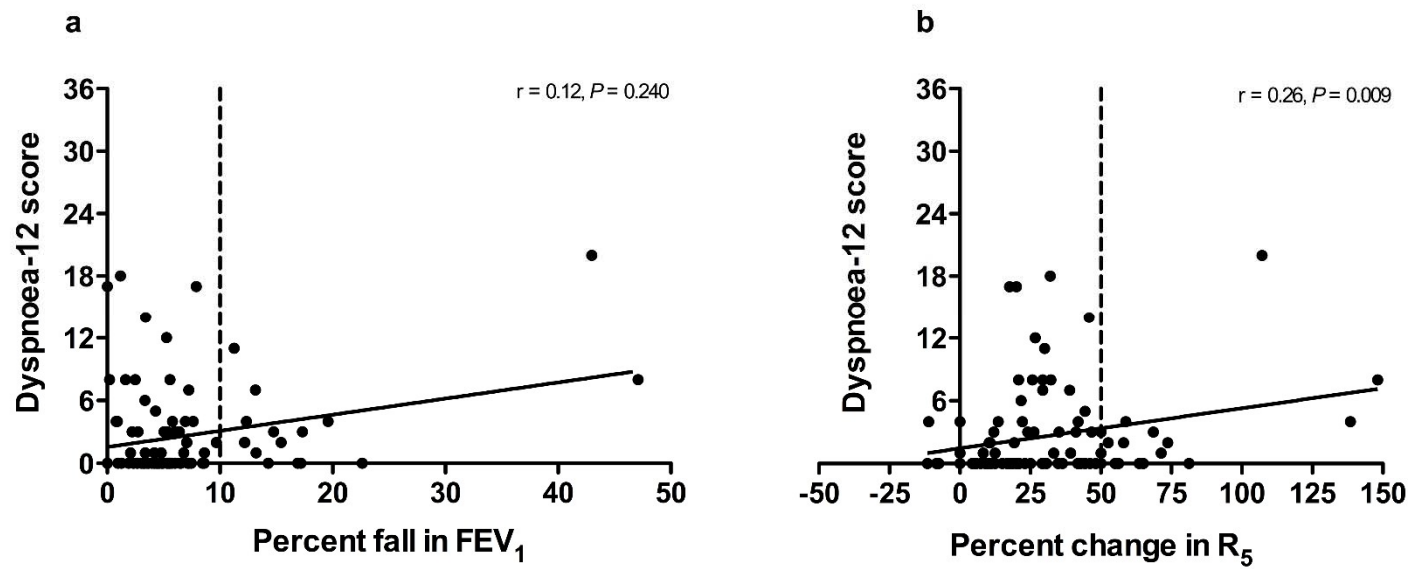 a
r = 0.12, P = 0.240
36
30
24
18
12
6
0
Dyspnoea-12 score
0 10 20 30 40 50
Percent fall in FEV1
b
r = 0.26, P = 0.009
36
30
24
18
12
6
0
Dyspnoea-12 score
-50 -25 0 25 50 75 100 125 150
Percent change in R5